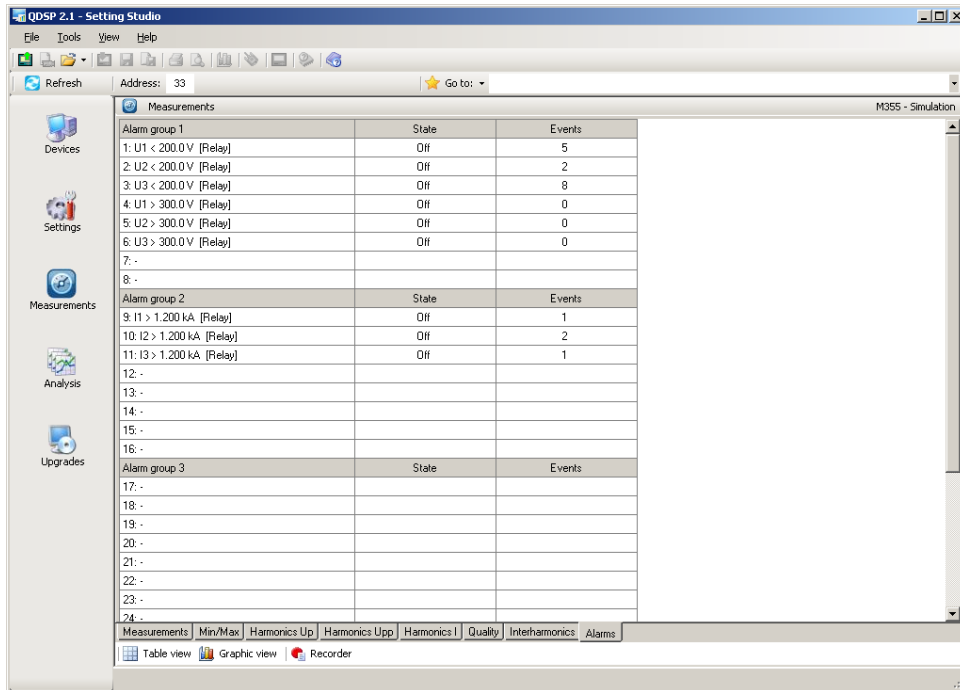 QDSP 2.1 - Setting Studio
File Tools View Help
Refresh Address: 33 Go to:
Measurements M355 - Simulation
Devices
Settings
Measurements
Analysis
Upgrades
Alarm group 1 State Events
1: U1 < 200.0 V [Relay] Off 5
2: U2 < 200.0 V [Relay] Off 2
3: U3 < 200.0 V [Relay] Off 8
4: U1 > 300.0 V [Relay] Off 0
5: U2 > 300.0 V [Relay] Off 0
6: U3 > 300.0 V [Relay] Off 0
7: -
8: -
Alarm group 2 State Events
9: I1 > 1.200 kA [Relay] Off 1
10: I2 > 1.200 kA [Relay] Off 2
11: I3 > 1.200 kA [Relay] Off 1
12: -
13: -
14: -
15: -
16: -
Alarm group 3 State Events
17: -
18: -
19: -
20: -
21: -
22: -
23: -
24: -
Measurements Min/Max Harmonics Up Harmonics Upp Harmonics I Quality Interharmonics Alarms
Table view Graphic view Recorder